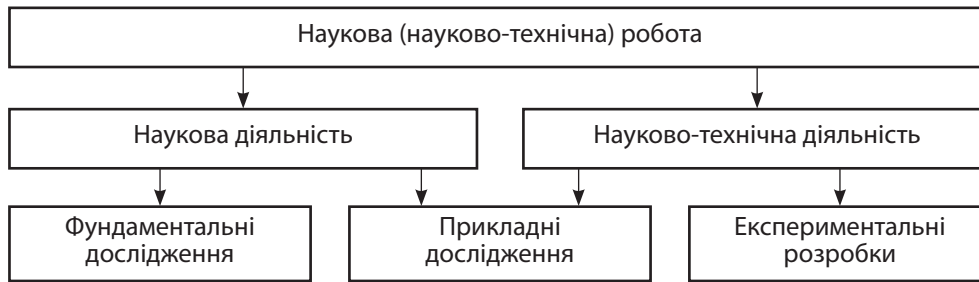 Наукова (науково-технічна) робота
Наукова діяльність
Науково-технічна діяльність
Фундаментальні
дослідження
Прикладні
дослідження
Експериментальні
розробки